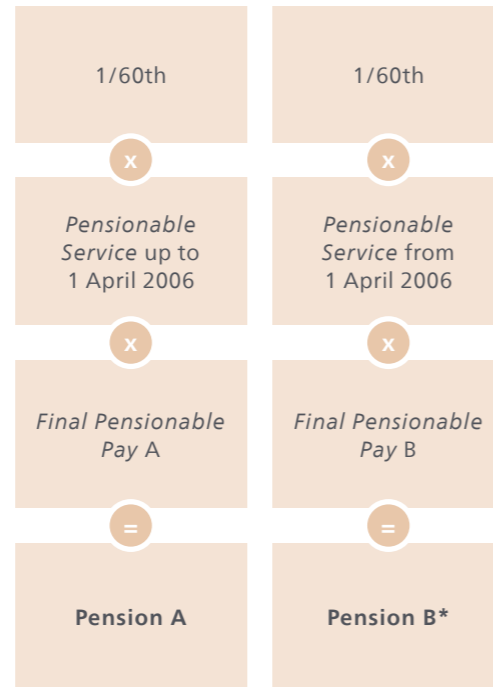 1/60th
x
Pensionable
Service up to
1 April 2006
x
Final Pensionable
Pay A
=
Pension A
1/60th
x
Pensionable
Service from
1 April 2006
x
Final Pensionable
Pay B
=
Pension B*